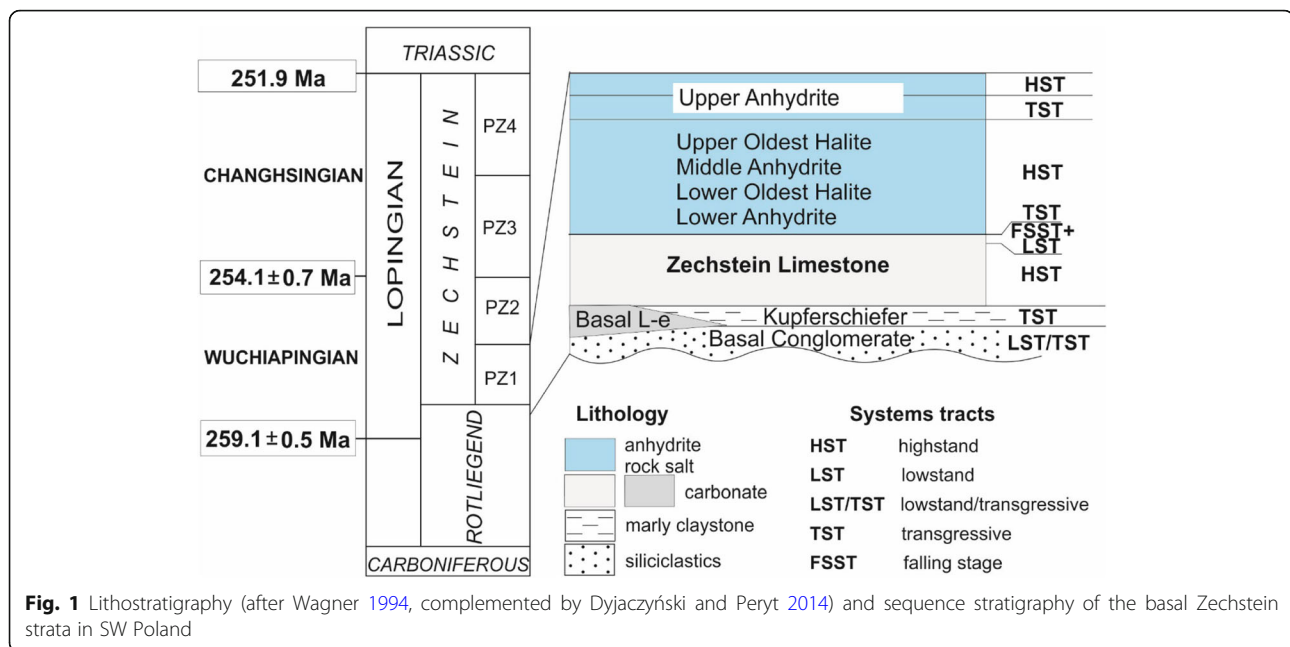 TRIASSIC
251.9 Ma
CHANGHSINGIAN
254.1 ± 0.7 Ma
WUCHIAPINGIAN
259.1 ± 0.5 Ma
LOPINGIAN
ZECHSTEIN
PZ4
PZ3
PZ2
PZ1
ROTLIEGEND
CARBONIFEROUS
Upper Anhydrite
Upper Oldest Halite
Middle Anhydrite
Lower Oldest Halite
Lower Anhydrite
Zechstein Limestone
Basal L-e
Kupferschiefer
Basal Conglomerate
HST
TST
HST
TST
FSST+
LST
HST
TST
LST/TST
Lithology
anhydrite
rock salt
carbonate
marly claystone
siliciclastics
Systems tracts
HST highstand
LST lowstand
LST/TST lowstand/transgressive
TST transgressive
FSST falling stage
Fig. 1 Lithostratigraphy (after Wagner 1994, complemented by Dyjaczyński and Peryt 2014) and sequence stratigraphy of the basal Zechstein
strata in SW Poland